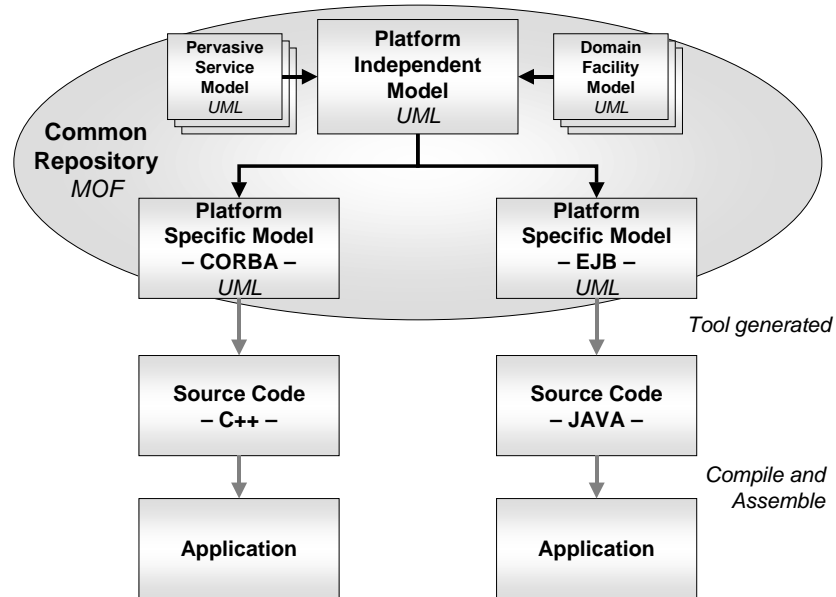 Pervasive
Service
Model
UML
Platform
Independent
Model
UML
Domain
Facility
Model
UML
Common
Repository
MOF
Platform
Specific Model
– CORBA –
UML
Platform
Specific Model
– EJB –
UML
Tool generated
Source Code
– C++ –
Source Code
– JAVA –
Compile and
Assemble
Application
Application